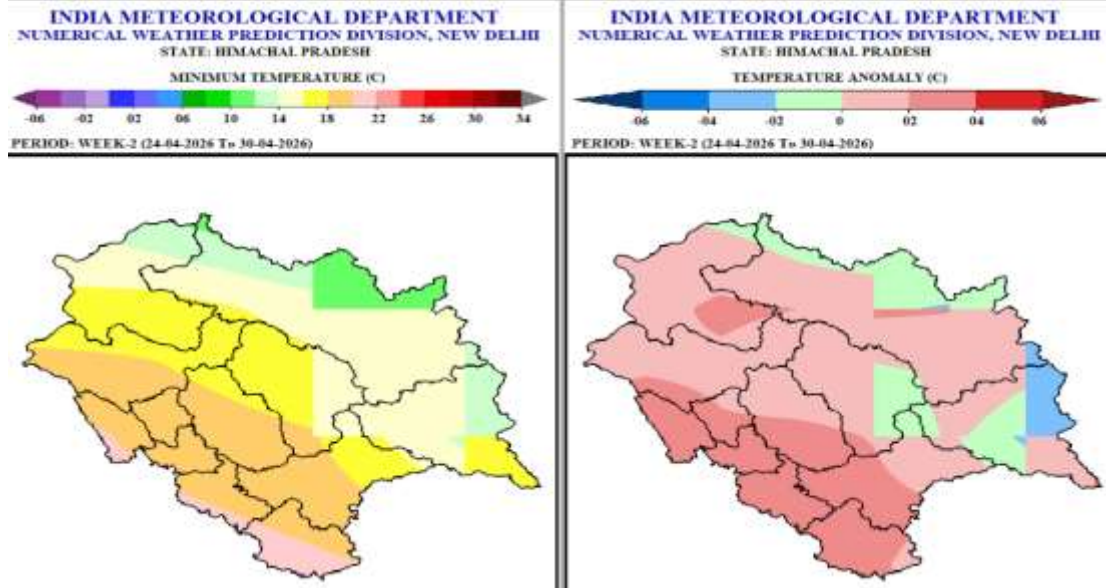 INDIA METEOROLOGICAL DEPARTMENT
NUMERICAL WEATHER PREDICTION DIVISION, NEW DELHI
STATE: HIMACHAL PRADESH
MINIMUM TEMPERATURE (C)
-06 -02 02 06 10 14 18 22 26 30 34
PERIOD: WEEK-2 (24-04-2026 To 30-04-2026)
INDIA METEOROLOGICAL DEPARTMENT
NUMERICAL WEATHER PREDICTION DIVISION, NEW DELHI
STATE: HIMACHAL PRADESH
TEMPERATURE ANOMALY (C)
-06 -04 -02 0 02 04 06
PERIOD: WEEK-2 (24-04-2026 To 30-04-2026)